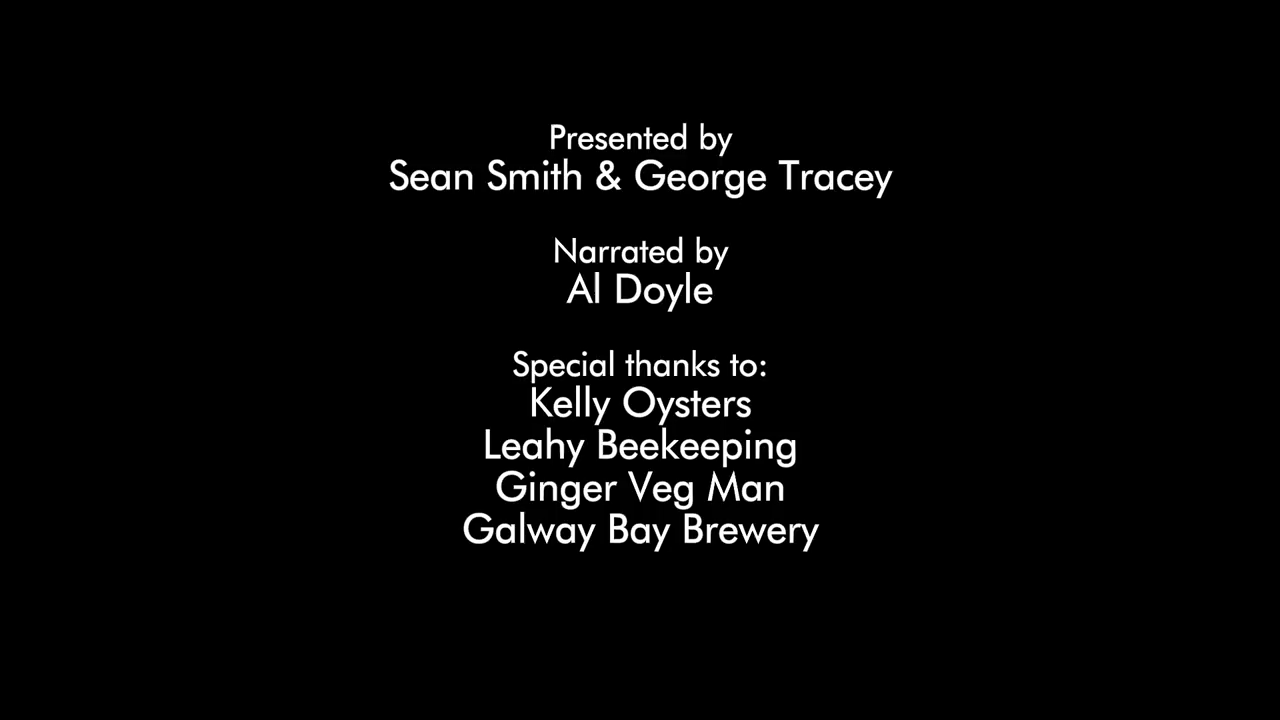 Presented by
Sean Smith & George Tracey
Narrated by
Al Doyle
Special thanks to:
Kelly Oysters
Leahy Beekeeping
Ginger Veg Man
Galway Bay Brewery